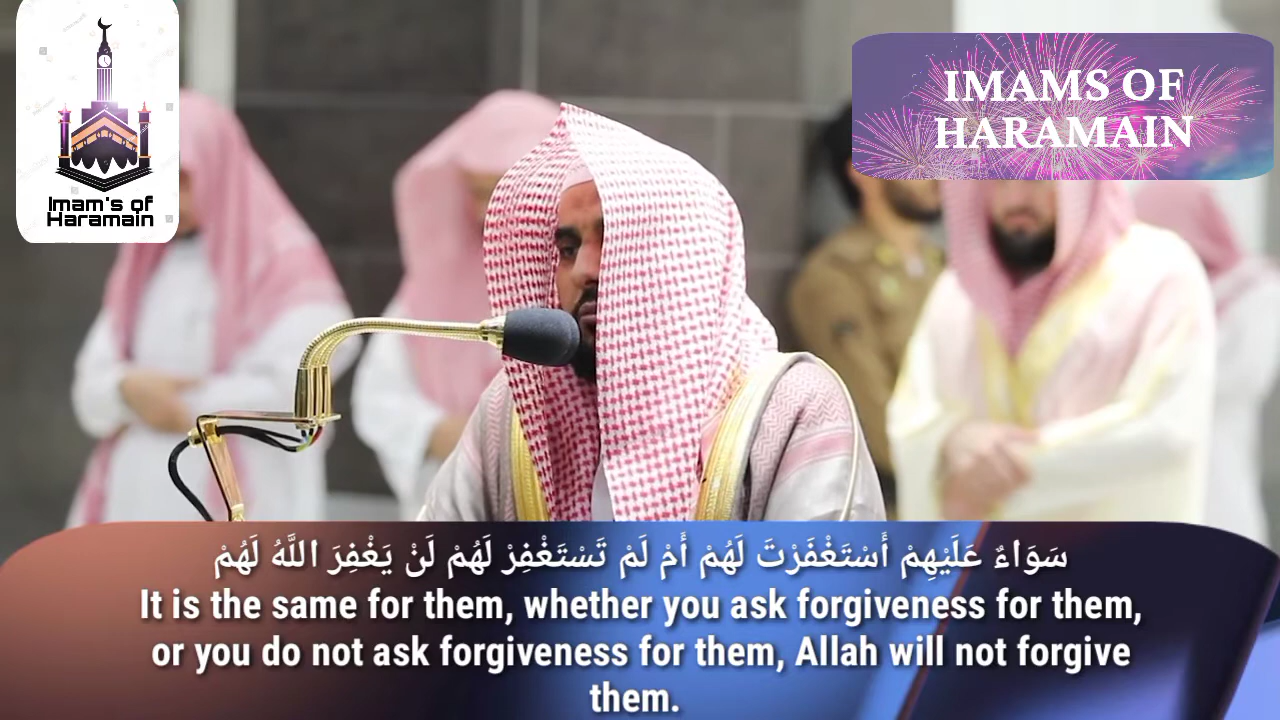 Imam's of
Haramain
IMAMS OF
HARAMAIN
سَوَاءٌ عَلَيْهِمْ أَسْتَغْفَرْتَ لَهُمْ أَمْ لَمْ تَسْتَغْفِرْ لَهُمْ لَنْ يَغْفِرَ اللَّهُ لَهُمْ
It is the same for them, whether you ask forgiveness for them,
or you do not ask forgiveness for them, Allah will not forgive
them.